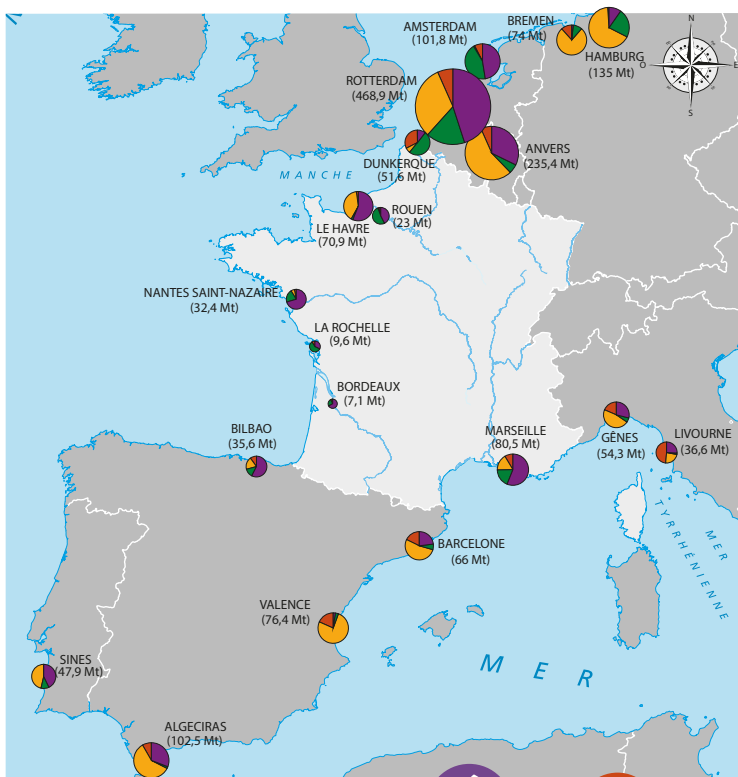 AMSTERDAM
(101,8 Mt)
BREMEN
(74 Mt)
HAMBURG
(135 Mt)
N
O
E
S
ROTTERDAM
(468,9 Mt)
ANVERS
(235,4 Mt)
DUNKERQUE
(51,6 Mt)
MANCHE
ROUEN
(23 Mt)
LE HAVRE
(70,9 Mt)
NANTES SAINT-NAZAIRE
(32,4 Mt)
LA ROCHELLE
(9,6 Mt)
BORDEAUX
(7,1 Mt)
BILBAO
(35,6 Mt)
MARSEILLE
(80,5 Mt)
GÊNES
(54,3 Mt)
LIVOURNE
(36,6 Mt)
MER
TYRRHÉNIENNE
BARCELONE
(66 Mt)
VALENCE
(76,4 Mt)
MER
SINES
(47,9 Mt)
ALGECIRAS
(102,5 Mt)